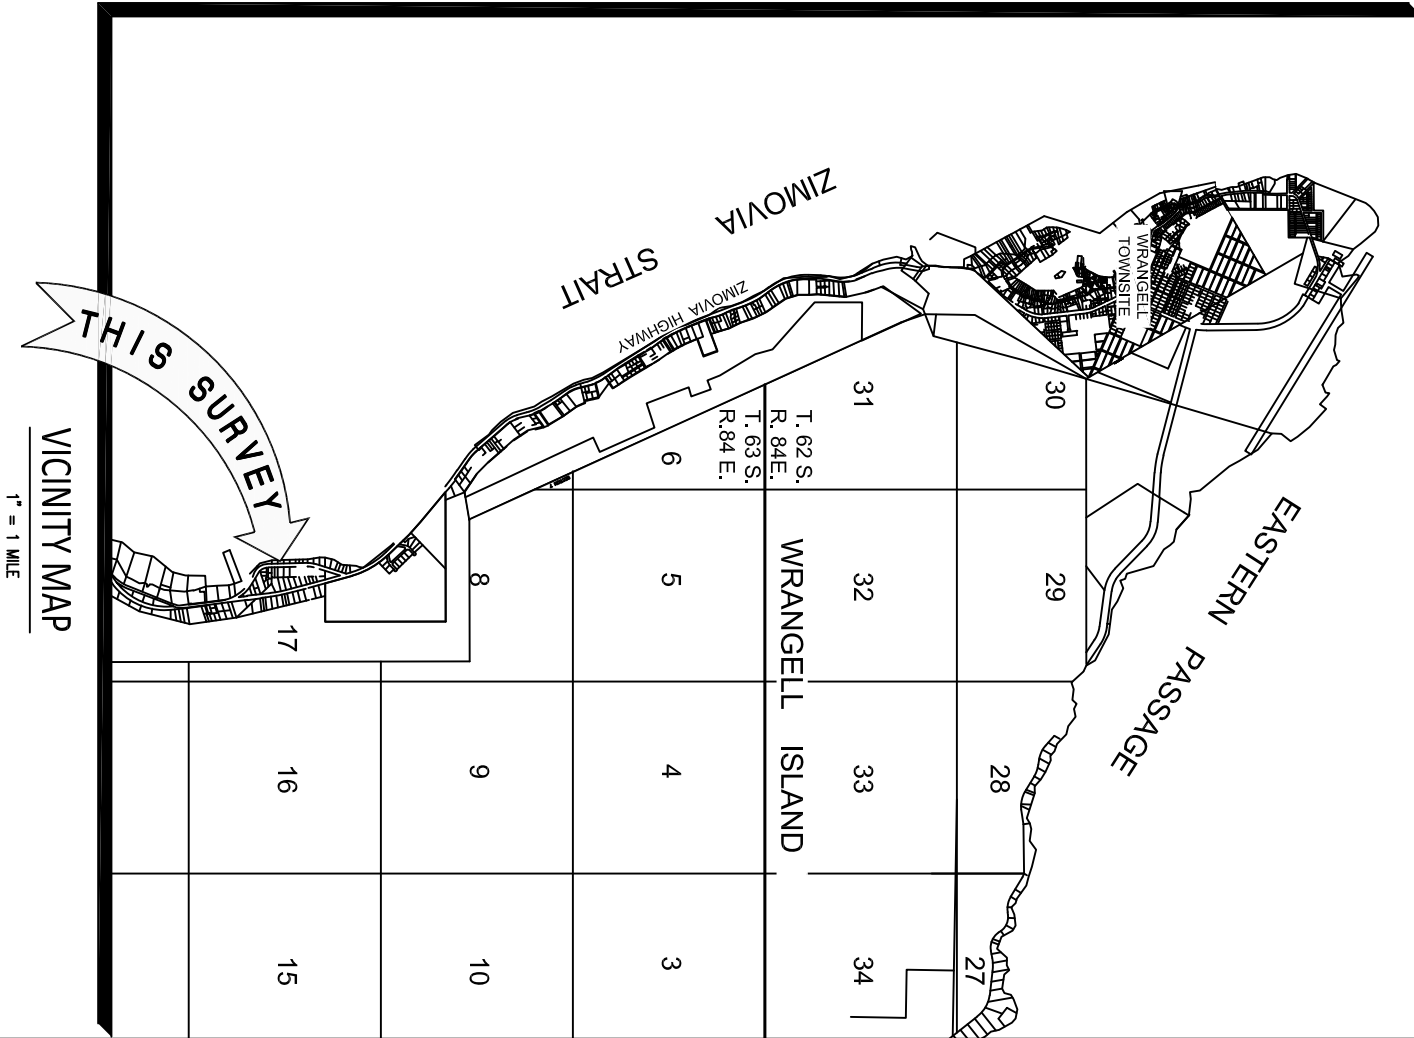 ZIMOVIA
STRAIT
ZIMOVIA HIGHWAY
WRANGELL
TOWNSITE
EASTERN PASSAGE
30
29
28
27
31
32
33
34
T. 62 S.
R. 84E.
T. 63 S.
R.84 E.
WRANGELL ISLAND
6
5
4
3
8
9
10
17
16
15
THIS SURVEY
VICINITY MAP
1" = 1 MILE